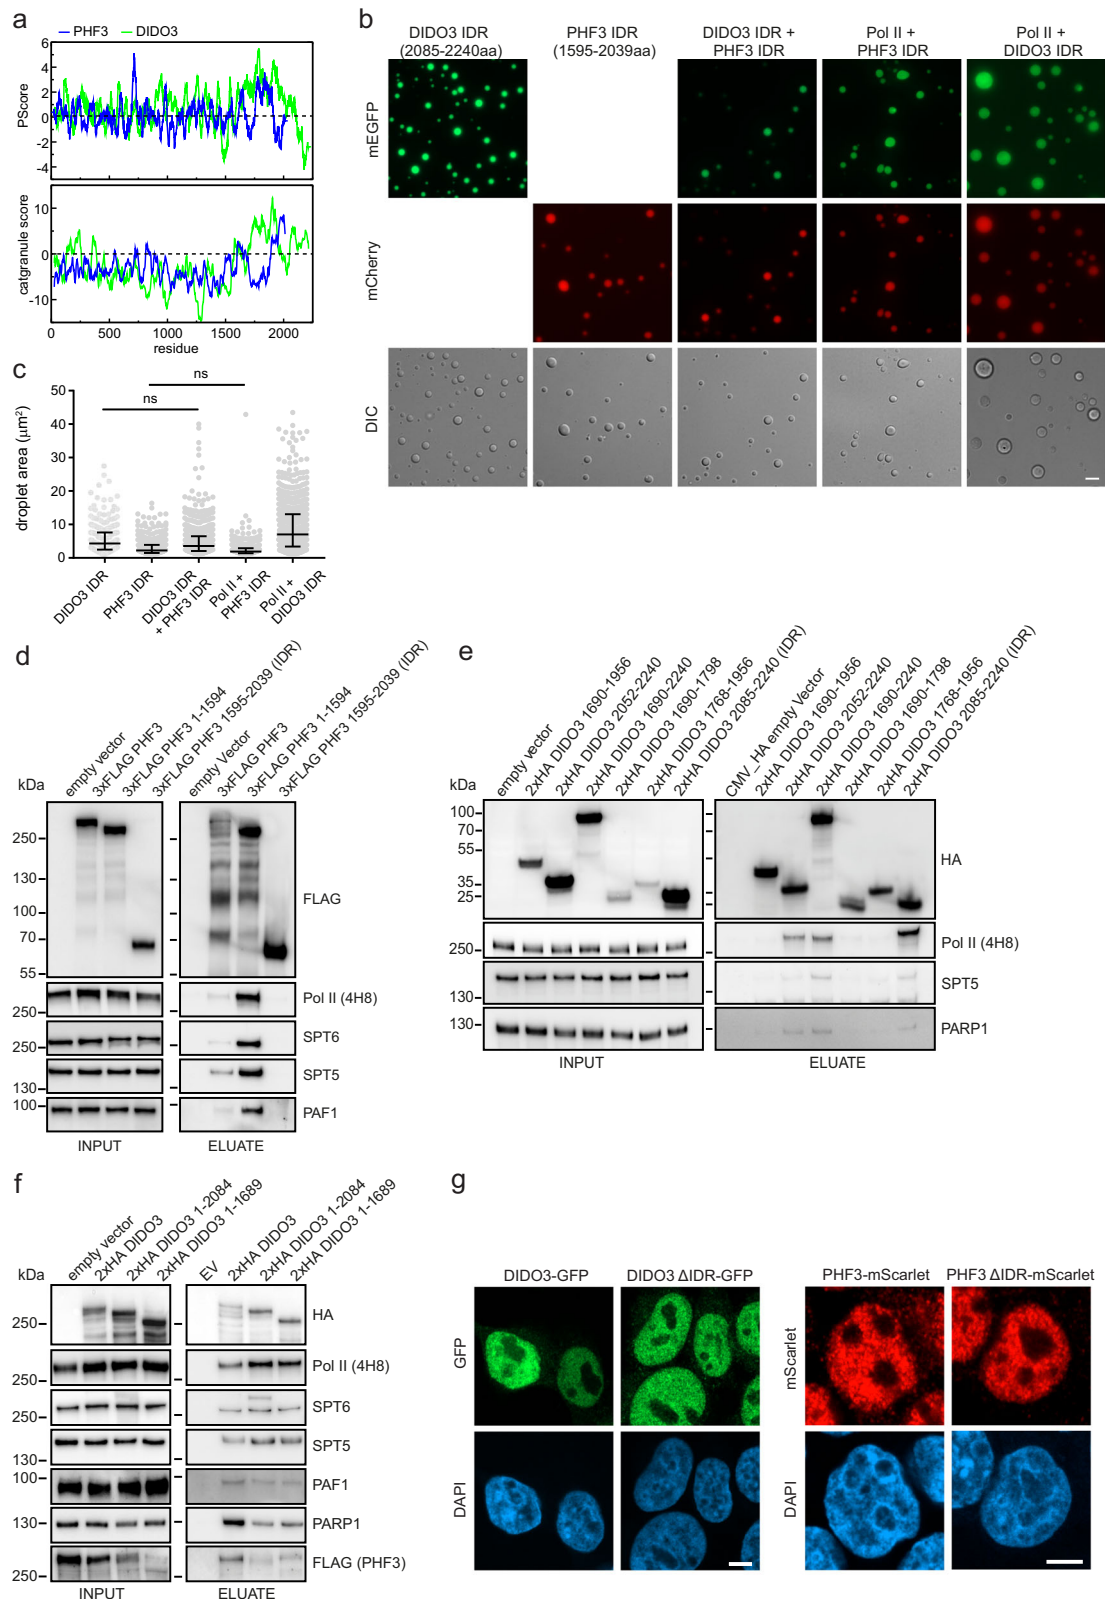 a
PHF3 DIDO3
6
4
2
0
-2
-4
PScore
10
0
-10
catgranule score
0 500 1000 1500 2000
residue
b
DIDO3 IDR
(2085-2240aa)
PHF3 IDR
(1595-2039aa)
DIDO3 IDR +
PHF3 IDR
Pol II +
PHF3 IDR
Pol II +
DIDO3 IDR
mEGFP
mCherry
DIC
c
ns
ns
50
40
30
20
10
0
droplet area (µm²)
DIDO3 IDR
PHF3 IDR
DIDO3 IDR
+ PHF3 IDR
Pol II +
PHF3 IDR
Pol II +
DIDO3 IDR
d
empty vector
3xFLAG PHF3
3xFLAG PHF3 1-1594
3xFLAG PHF3 1595-2039 (IDR)
empty Vector
3xFLAG PHF3
3xFLAG PHF3 1-1594
3xFLAG PHF3 1595-2039 (IDR)
kDa
250
130
100
70
55
FLAG
250
Pol II (4H8)
250
SPT6
130
SPT5
100
PAF1
INPUT ELUATE
e
empty vector
2xHA DIDO3 1690-1956
2xHA DIDO3 2052-2240
2xHA DIDO3 1690-2240
2xHA DIDO3 1690-1798
2xHA DIDO3 1768-1956
2xHA DIDO3 2085-2240 (IDR)
CMV_HA empty Vector
2xHA DIDO3 1690-1956
2xHA DIDO3 2052-2240
2xHA DIDO3 1690-2240
2xHA DIDO3 1690-1798
2xHA DIDO3 1768-1956
2xHA DIDO3 2085-2240 (IDR)
kDa
100
70
55
35
25
HA
250
Pol II (4H8)
130
SPT5
130
PARP1
INPUT ELUATE
f
empty vector
2xHA DIDO3
2xHA DIDO3 1-2084
2xHA DIDO3 1-1689
EV
2xHA DIDO3
2xHA DIDO3 1-2084
2xHA DIDO3 1-1689
kDa
250
HA
250
Pol II (4H8)
250
SPT6
130
SPT5
100
PAF1
130
PARP1
250
FLAG (PHF3)
INPUT ELUATE
g
DIDO3-GFP DIDO3 ΔIDR-GFP
PHF3-mScarlet PHF3 ΔIDR-mScarlet
GFP
mScarlet
DAPI
DAPI